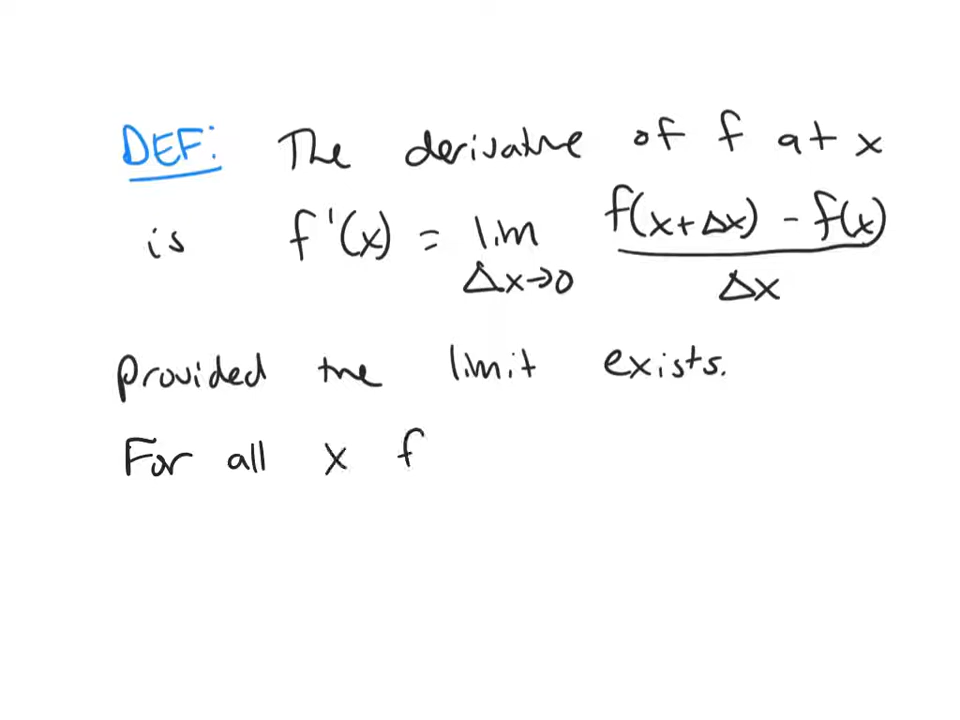 DEF: The derivative of f at x
is f'(x) = lim Δx→0 f(x+Δx) - f(x) / Δx
provided the limit exists.
For all x f